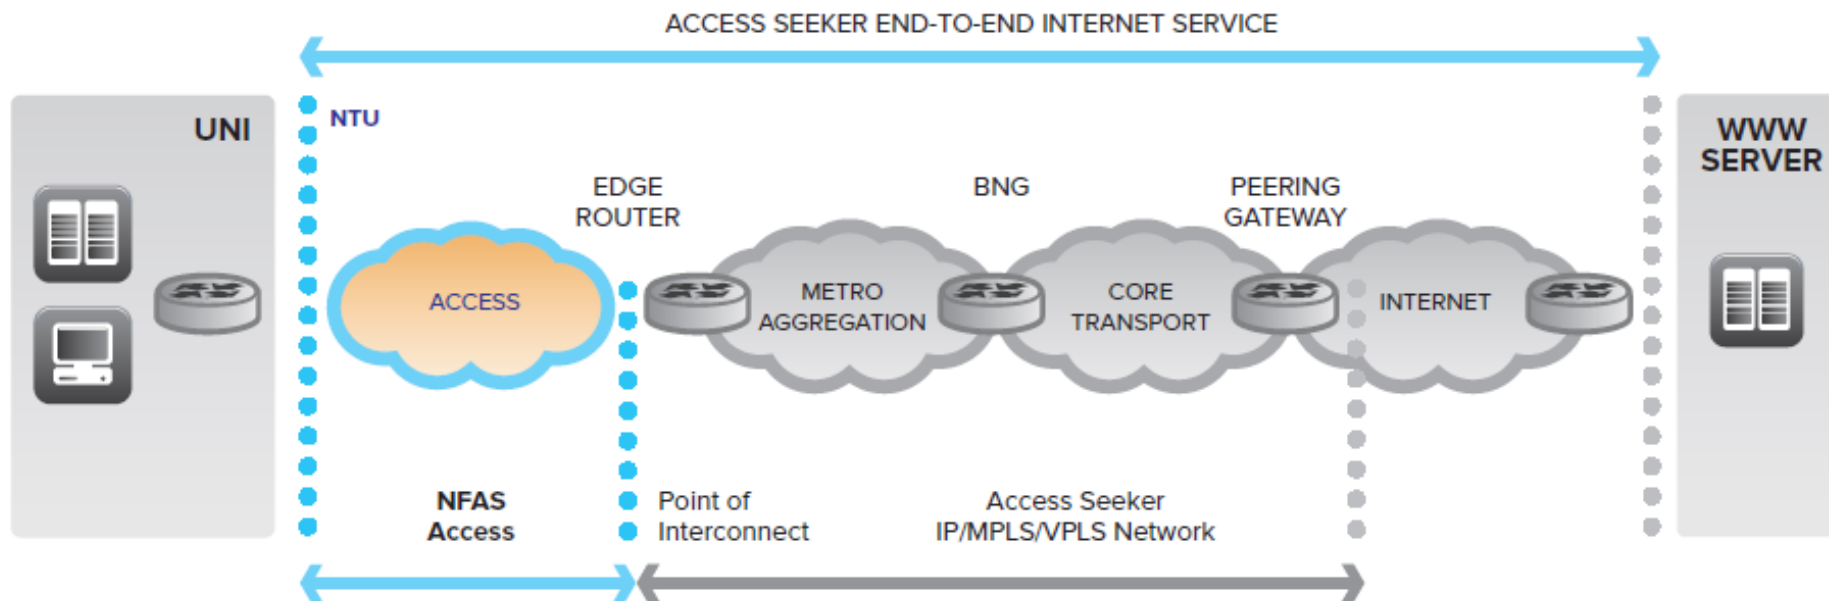 ACCESS SEEKER END-TO-END INTERNET SERVICE
UNI
NTU
WWW
SERVER
EDGE
ROUTER
BNG
PEERING
GATEWAY
ACCESS
METRO
AGGREGATION
CORE
TRANSPORT
INTERNET
NFAS
Access
Point of
Interconnect
Access Seeker
IP/MPLS/VPLS Network